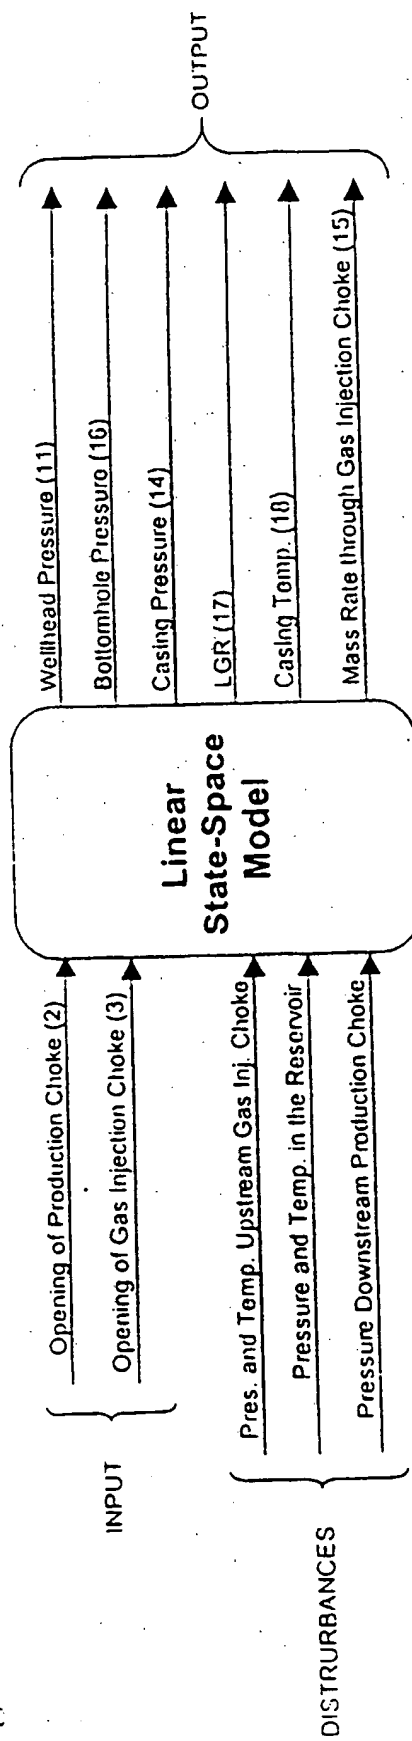 INPUT
Opening of Production Choke (2)
Opening of Gas Injection Choke (3)
DISTRURBANCES
Pres. and Temp. Upstream Gas Inj. Choke
Pressure and Temp. in the Reservoir
Pressure Downstream Production Choke
Linear
State-Space
Model
Wellhead Pressure (11)
Bottomhole Pressure (16)
Casing Pressure (14)
LGR (17)
Casing Temp. (18)
Mass Rate through Gas Injection Choke (15)
OUTPUT